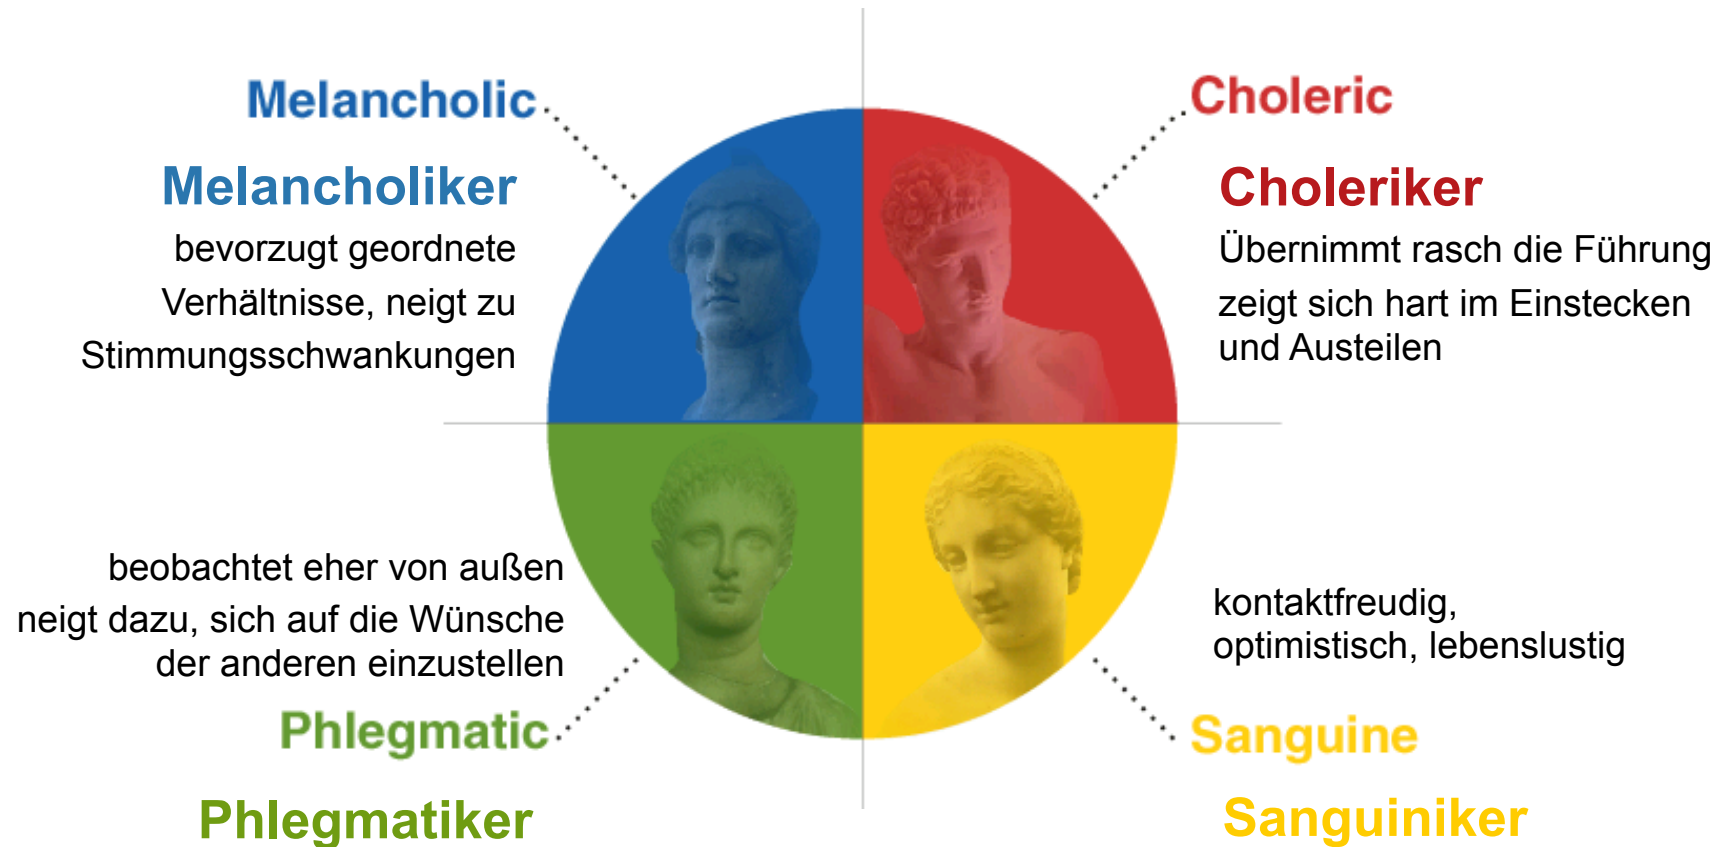 Melancholic
Melancholiker
bevorzugt geordnete
Verhältnisse, neigt zu
Stimmungsschwankungen
Choleric
Choleriker
Übernimmt rasch die Führung
zeigt sich hart im Einstecken
und Austeilen
beobachtet eher von außen
neigt dazu, sich auf die Wünsche
der anderen einzustellen
Phlegmatic
Phlegmatiker
kontaktfreudig,
optimistisch, lebenslustig
Sanguine
Sanguiniker